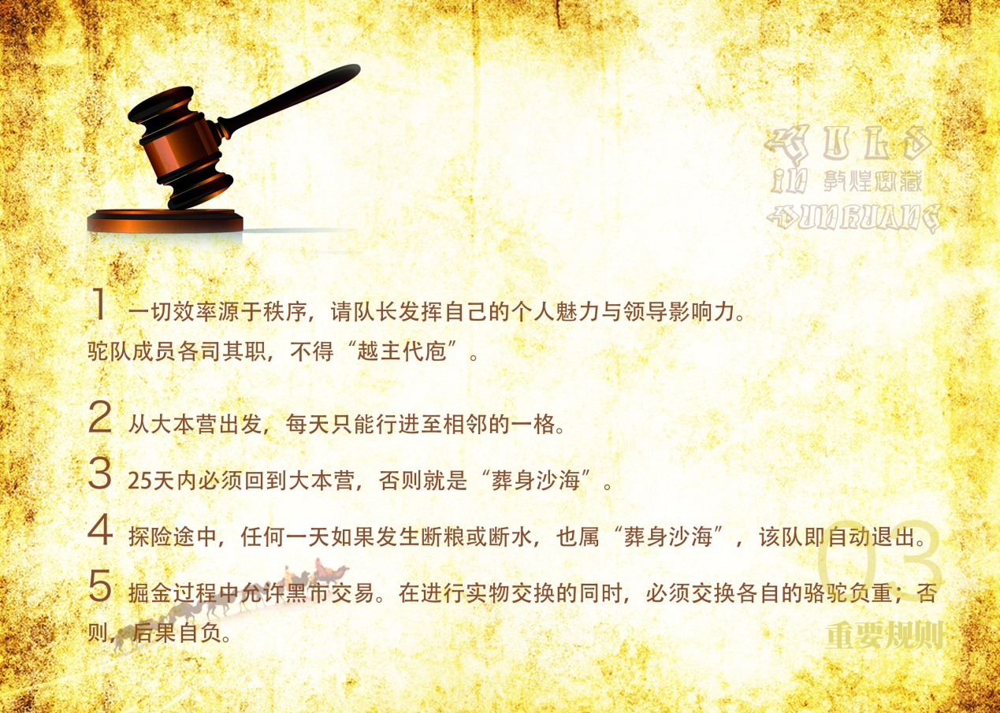 RULS
IN 敦煌密藏
DUNHUANG
1 一切效率源于秩序，请队长发挥自己的个人魅力与领导影响力。
驼队成员各司其职，不得“越主代庖”。
2 从大本营出发，每天只能行进至相邻的一格。
3 25天内必须回到大本营，否则就是“葬身沙海”。
4 探险途中，任何一天如果发生断粮或断水，也属“葬身沙海”，该队即自动退出。
5 掘金过程中允许黑市交易。在进行实物交换的同时，必须交换各自的骆驼负重；否
则，后果自负。
03
重要规则